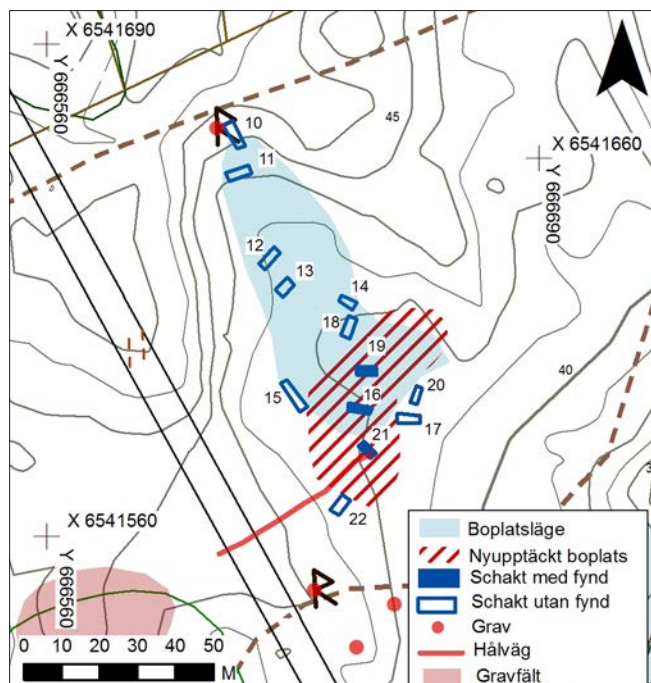 X 6541690
Y 666560
45
10
X 6541660
Y 666690
11
12
13
14
18
19
40
20
15
16
17
21
X 6541560
Y 666560
22
Boplatsläge
Nyupptäckt boplats
Schakt med fynd
Schakt utan fynd
Grav
Hålväg
Gravfält
0 10 20 30 40 50
M